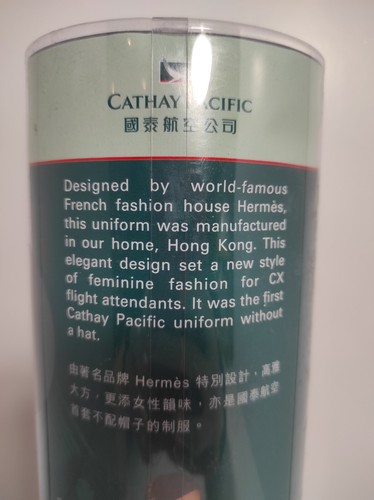 CATHAY PACIFIC
國泰航空公司
Designed by world-famous
French fashion house Hermès,
this uniform was manufactured
in our home, Hong Kong. This
elegant design set a new style
of feminine fashion for CX
flight attendants. It was the first
Cathay Pacific uniform without
a hat.
由著名品牌 Hermès 特別設計，高雅
大方，更添女性韻味，亦是國泰航空
首套不配帽子的制服。